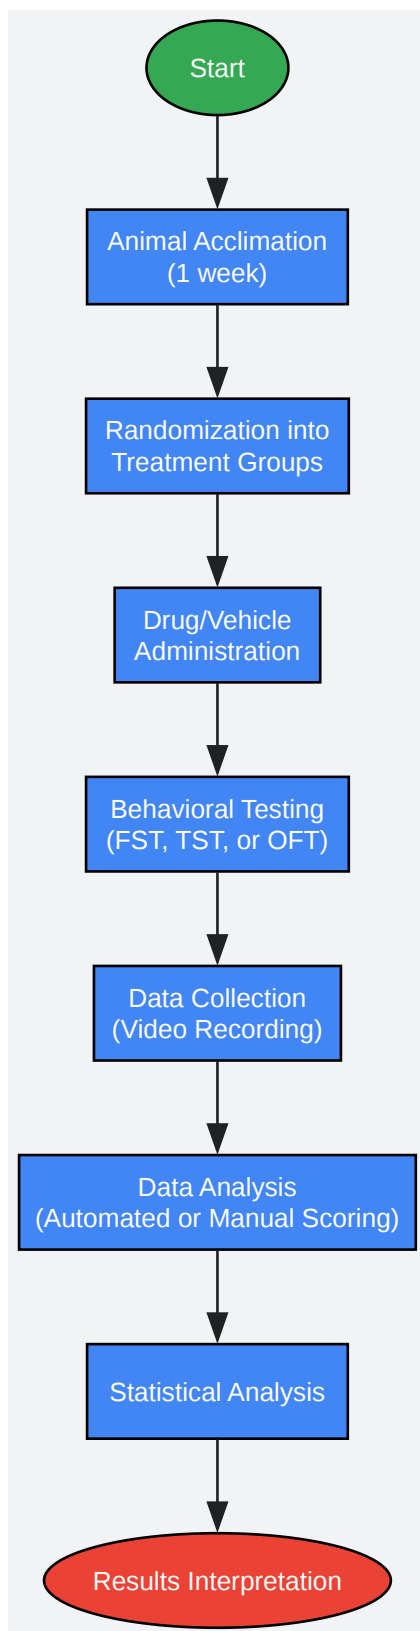 Start
Animal Acclimation
(1 week)
Randomization into
Treatment Groups
Drug/Vehicle
Administration
Behavioral Testing
(FST, TST, or OFT)
Data Collection
(Video Recording)
Data Analysis
(Automated or Manual Scoring)
Statistical Analysis
Results Interpretation